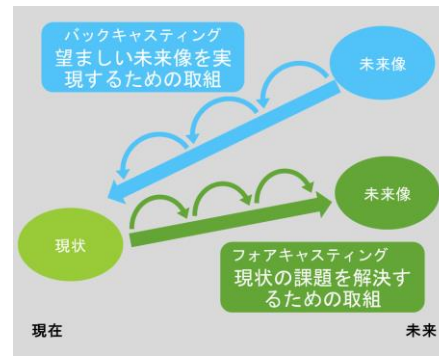 バックキャスティング
望ましい未来像を実
現するための取組
未来像
未来像
現状
フォアキャスティング
現状の課題を解決す
るための取組
現在
未来